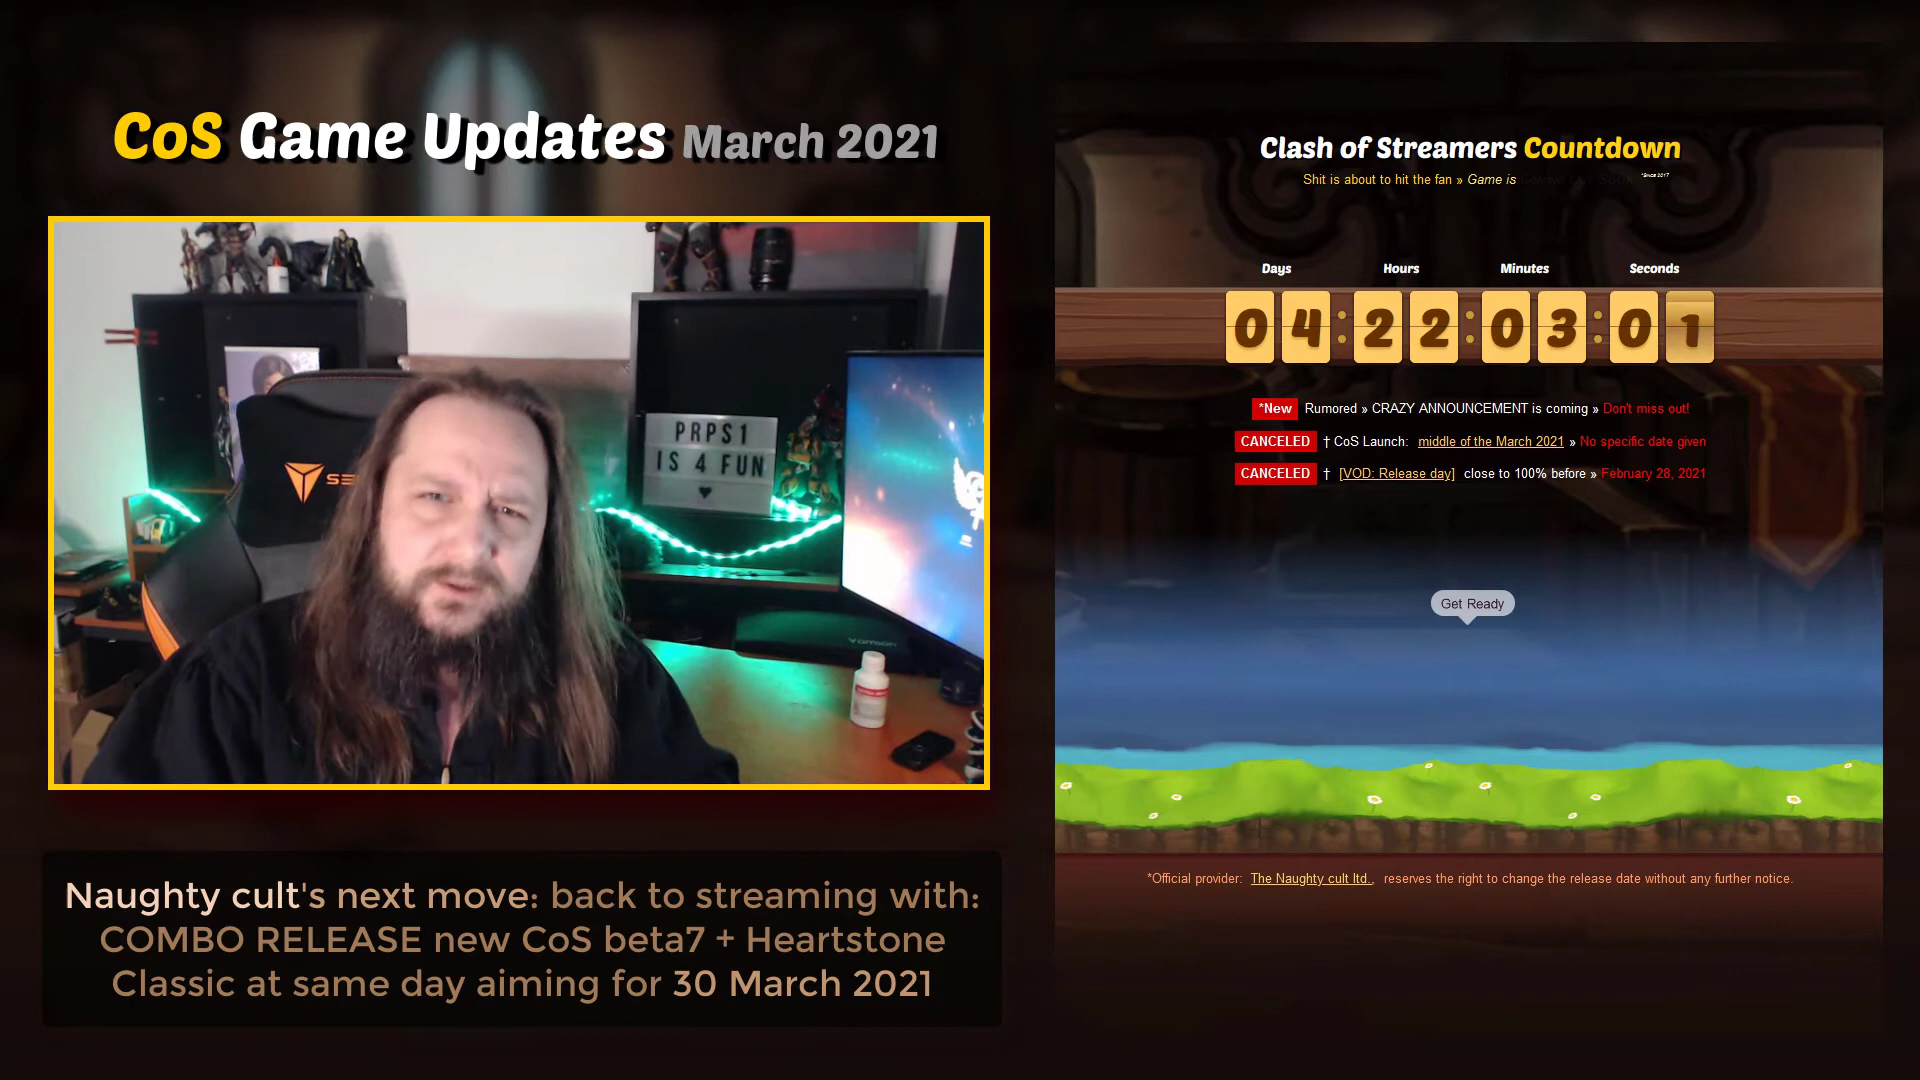 CoS Game Updates March 2021
PRPS1
IS 4 FUN
♥
Naughty cult's next move: back to streaming with:
COMBO RELEASE new CoS beta7 + Heartstone
Classic at same day aiming for 30 March 2021
Clash of Streamers Countdown
Shit is about to hit the fan » Game is
*Since 2017
Days Hours Minutes Seconds
04:22:03:01
*New Rumored » CRAZY ANNOUNCEMENT is coming » Don't miss out!
CANCELED † CoS Launch: middle of the March 2021 » No specific date given
CANCELED † [VOD: Release day] close to 100% before » February 28, 2021
Get Ready
*Official provider: The Naughty cult ltd., reserves the right to change the release date without any further notice.